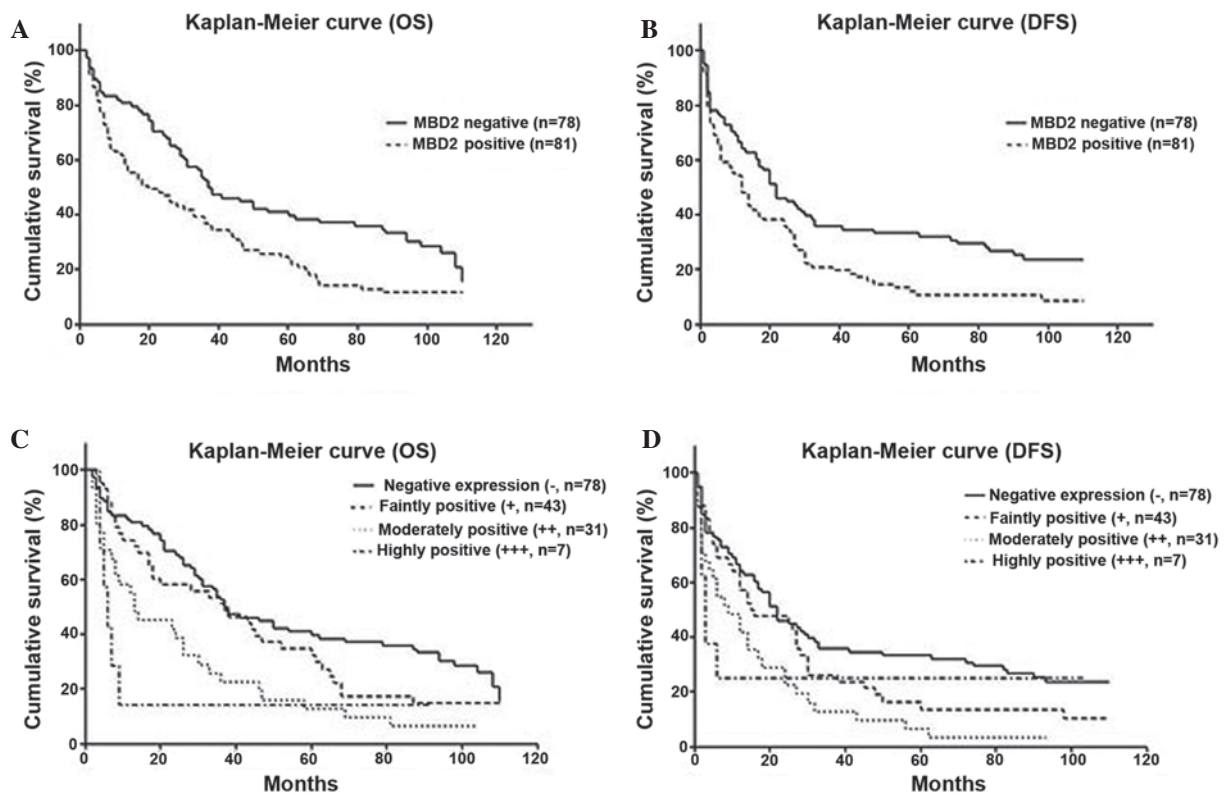 A
Kaplan-Meier curve (OS)
Cumulative survival (%)
100
80
60
40
20
0
MBD2 negative (n=78)
MBD2 positive (n=81)
0 20 40 60 80 100 120
Months
B
Kaplan-Meier curve (DFS)
Cumulative survival (%)
100
80
60
40
20
0
MBD2 negative (n=78)
MBD2 positive (n=81)
0 20 40 60 80 100 120
Months
C
Kaplan-Meier curve (OS)
Cumulative survival (%)
100
80
60
40
20
0
Negative expression (-, n=78)
Faintly positive (+, n=43)
Moderately positive (++, n=31)
Highly positive (+++, n=7)
0 20 40 60 80 100 120
Months
D
Kaplan-Meier curve (DFS)
Cumulative survival (%)
100
80
60
40
20
0
Negative expression (-, n=78)
Faintly positive (+, n=43)
Moderately positive (++, n=31)
Highly positive (+++, n=7)
0 20 40 60 80 100 120
Months